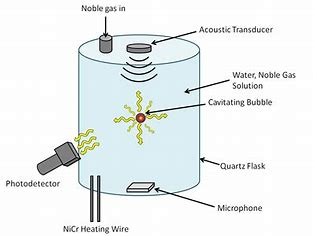 Noble gas in
Acoustic Transducer
Water, Noble Gas
Solution
Cavitating Bubble
Quartz Flask
Photodetector
Microphone
NiCr Heating Wire